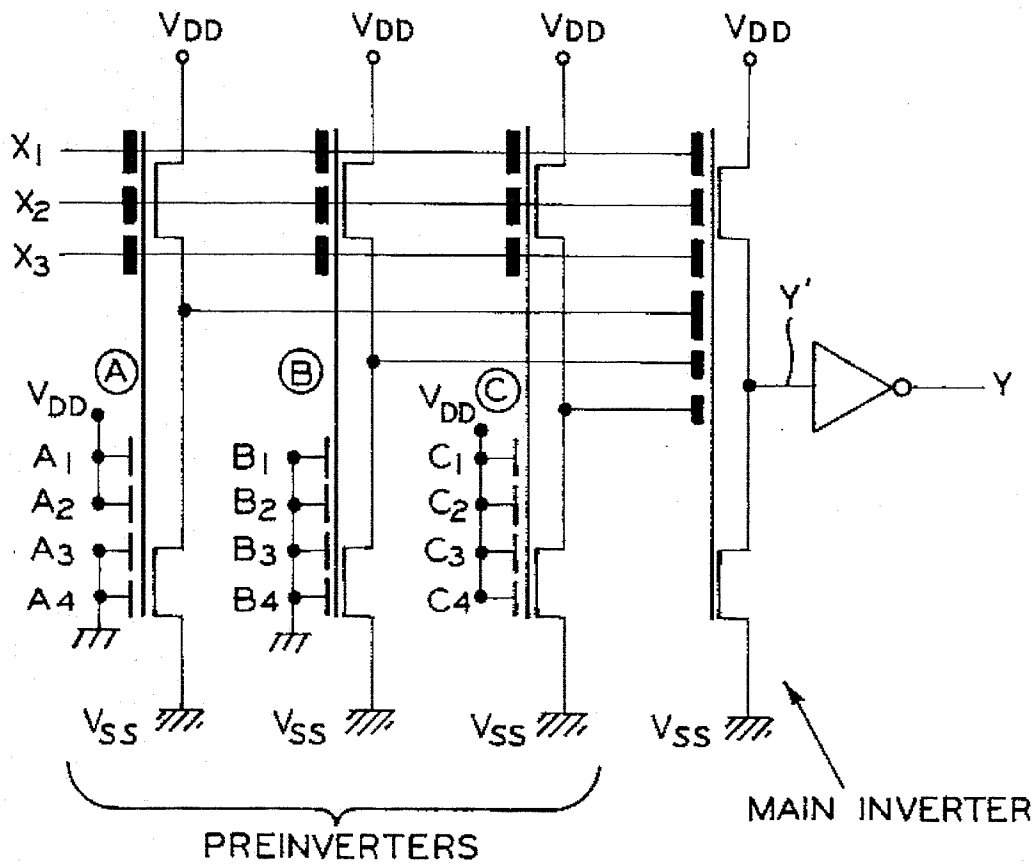 VDD VDD VDD VDD
X1
X2
X3
Y'
A B C
VDD VDD
Y
A1 B1 C1
A2 B2 C2
A3 B3 C3
A4 B4 C4
VSS VSS VSS VSS
MAIN INVERTER
PREINVERTERS